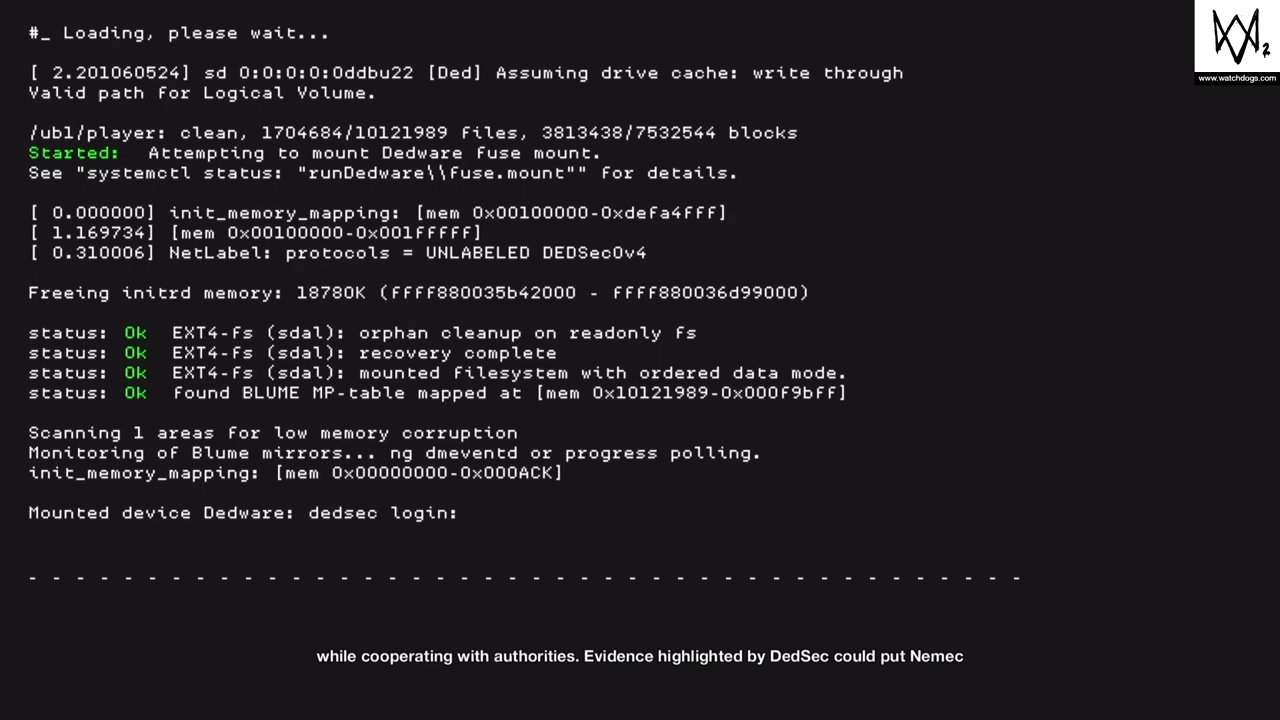 #_ Loading, please wait...
[ 2.201060524] sd 0:0:0:0:0ddbu22 [Ded] Assuming drive cache: write through
Valid path for Logical Volume.
/ubl/player: clean, 1704684/10121989 files, 3813438/7532544 blocks
Started: Attempting to mount Dedware fuse mount.
See "systemctl status: "runDedware\\fuse.mount"" for details.
[ 0.000000] init_memory_mapping: [mem 0x00100000-0xdefa4fff]
[ 1.169734] [mem 0x00100000-0x001fffff]
[ 0.310006] NetLabel: protocols = UNLABELED DEDSecOv4
Freeing initrd memory: 18780K (ffff880035b42000 - ffff880036d99000)
status: Ok EXT4-fs (sdal): orphan cleanup on readonly fs
status: Ok EXT4-fs (sdal): recovery complete
status: Ok EXT4-fs (sdal): mounted filesystem with ordered data mode.
status: Ok found BLUME MP-table mapped at [mem 0x10121989-0x000f9bff]
Scanning 1 areas for low memory corruption
Monitoring of Blume mirrors... ng dmeventd or progress polling.
init_memory_mapping: [mem 0x00000000-0x000ACK]
Mounted device Dedware: dedsec login:
- - - - - - - - - - - - - - - - - - - - - - - - - - - - - - - - - - - - - - - - - -
while cooperating with authorities. Evidence highlighted by DedSec could put Nemec
2
www.watchdogs.com